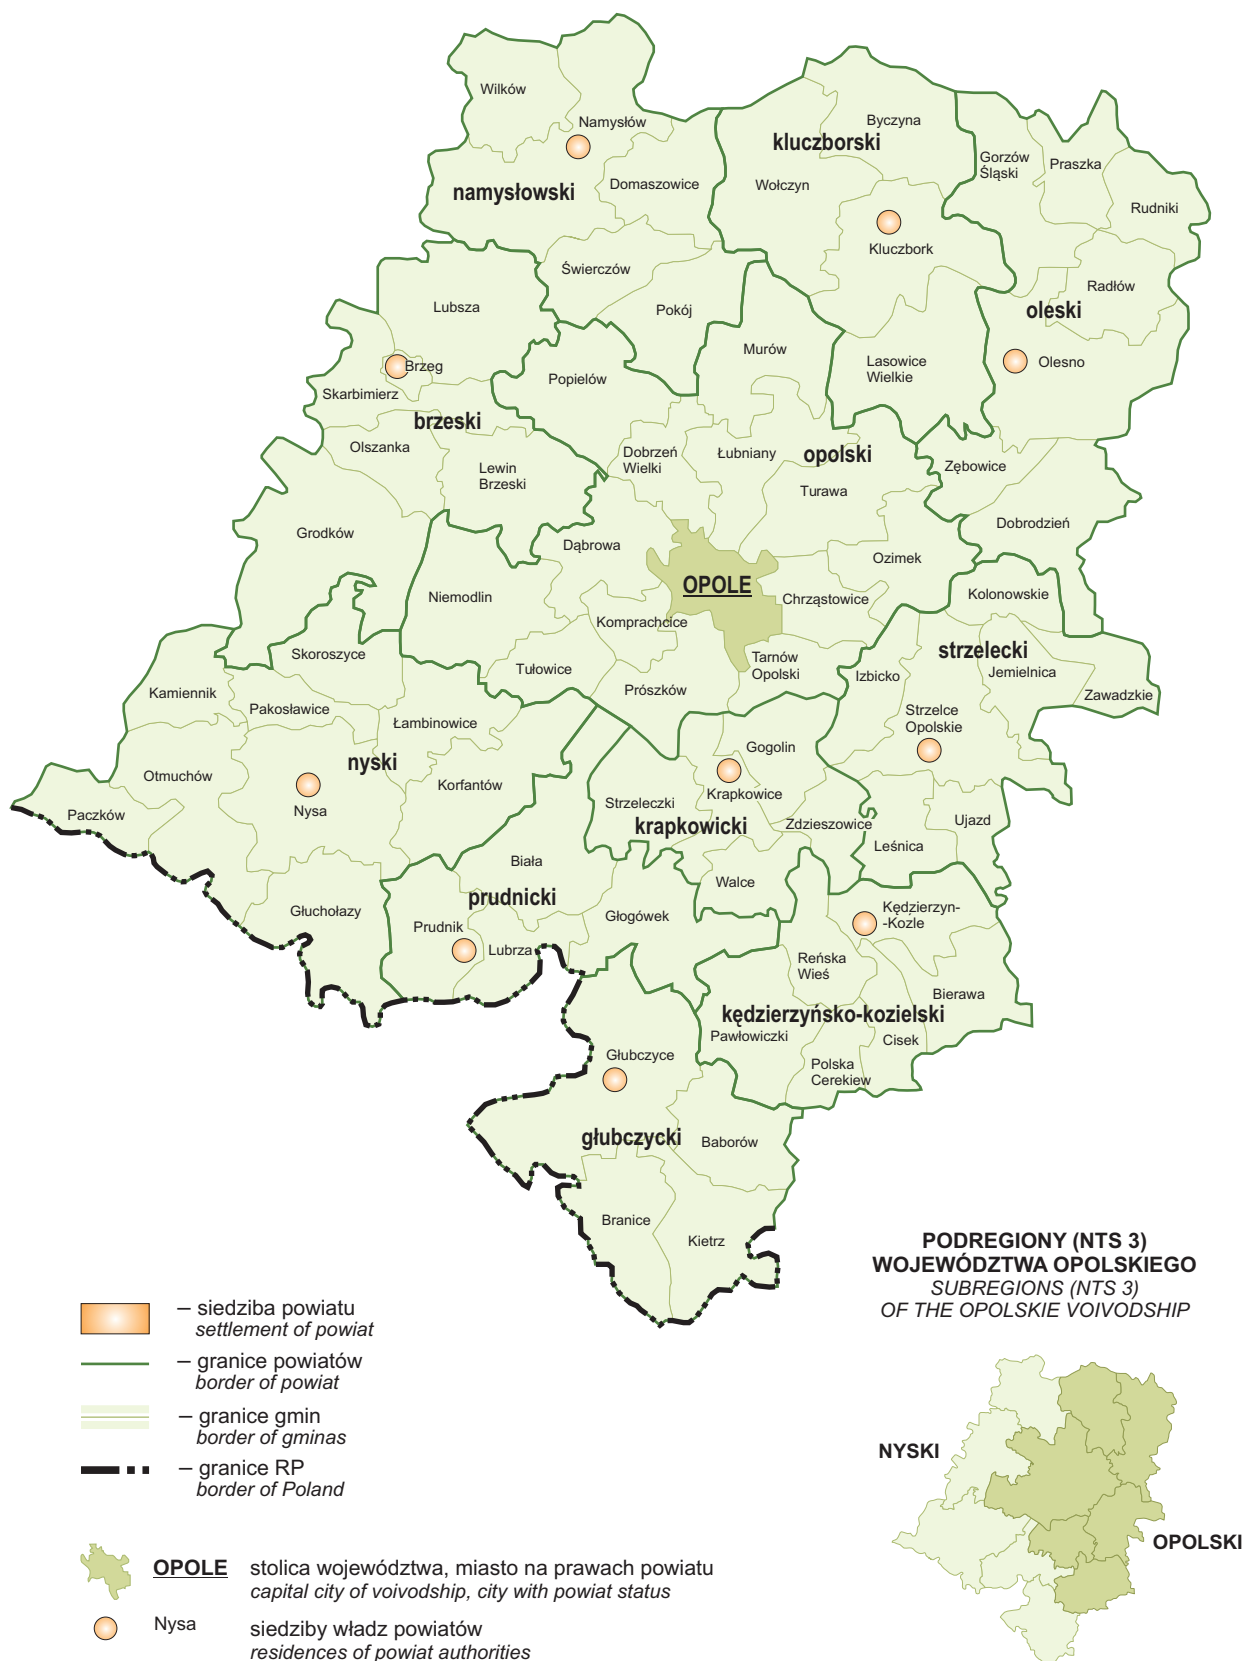 Wilków
Namysłów
Byczyna
kluczborski
Gorzów
Śląski
Praszka
namysłowski
Domaszowice
Wołczyn
Rudniki
Kluczbork
Świerczów
Radłów
Lubsza
Pokój
oleski
Murów
Brzeg
Popielów
Lasowice
Wielkie
Olesno
Skarbimierz
brzeski
Olszanka
Dobrzeń
Wielki
Łubniany
opolski
Zębowice
Lewin
Brzeski
Turawa
Grodków
Dąbrowa
Dobrodzień
Ozimek
OPOLE
Niemodlin
Chrząstowice
Kolonowskie
Komprachcice
Skoroszyce
strzelecki
Tułowice
Tarnów
Opolski
Izbicko
Jemielnica
Kamiennik
Prószków
Zawadzkie
Pakosławice
Łambinowice
Strzelce
Opolskie
nyski
Gogolin
Otmuchów
Korfantów
Paczków
Nysa
Strzeleczki
Krapkowice
krapkowicki
Zdzieszowice
Ujazd
Leśnica
Biała
Walce
prudnicki
Głuchołazy
Głogówek
Kędzierzyn-
-Kozle
Prudnik
Lubrza
Reńska
Wieś
Bierawa
kędzierzyńsko-kozielski
Pawłowiczki
Cisek
Głubczyce
Polska
Cerekiew
głubczycki
Baborów
Branice
Kietrz
PODREGIONY (NTS 3)
WOJEWÓDZTWA OPOLSKIEGO
SUBREGIONS (NTS 3)
OF THE OPOLSKIE VOIVODSHIP
– siedziba powiatu
settlement of powiat
– granice powiatów
border of powiat
– granice gmin
border of gminas
– granice RP
border of Poland
NYSKI
OPOLSKI
OPOLE stolica województwa, miasto na prawach powiatu
capital city of voivodship, city with powiat status
Nysa siedziby władz powiatów
residences of powiat authorities